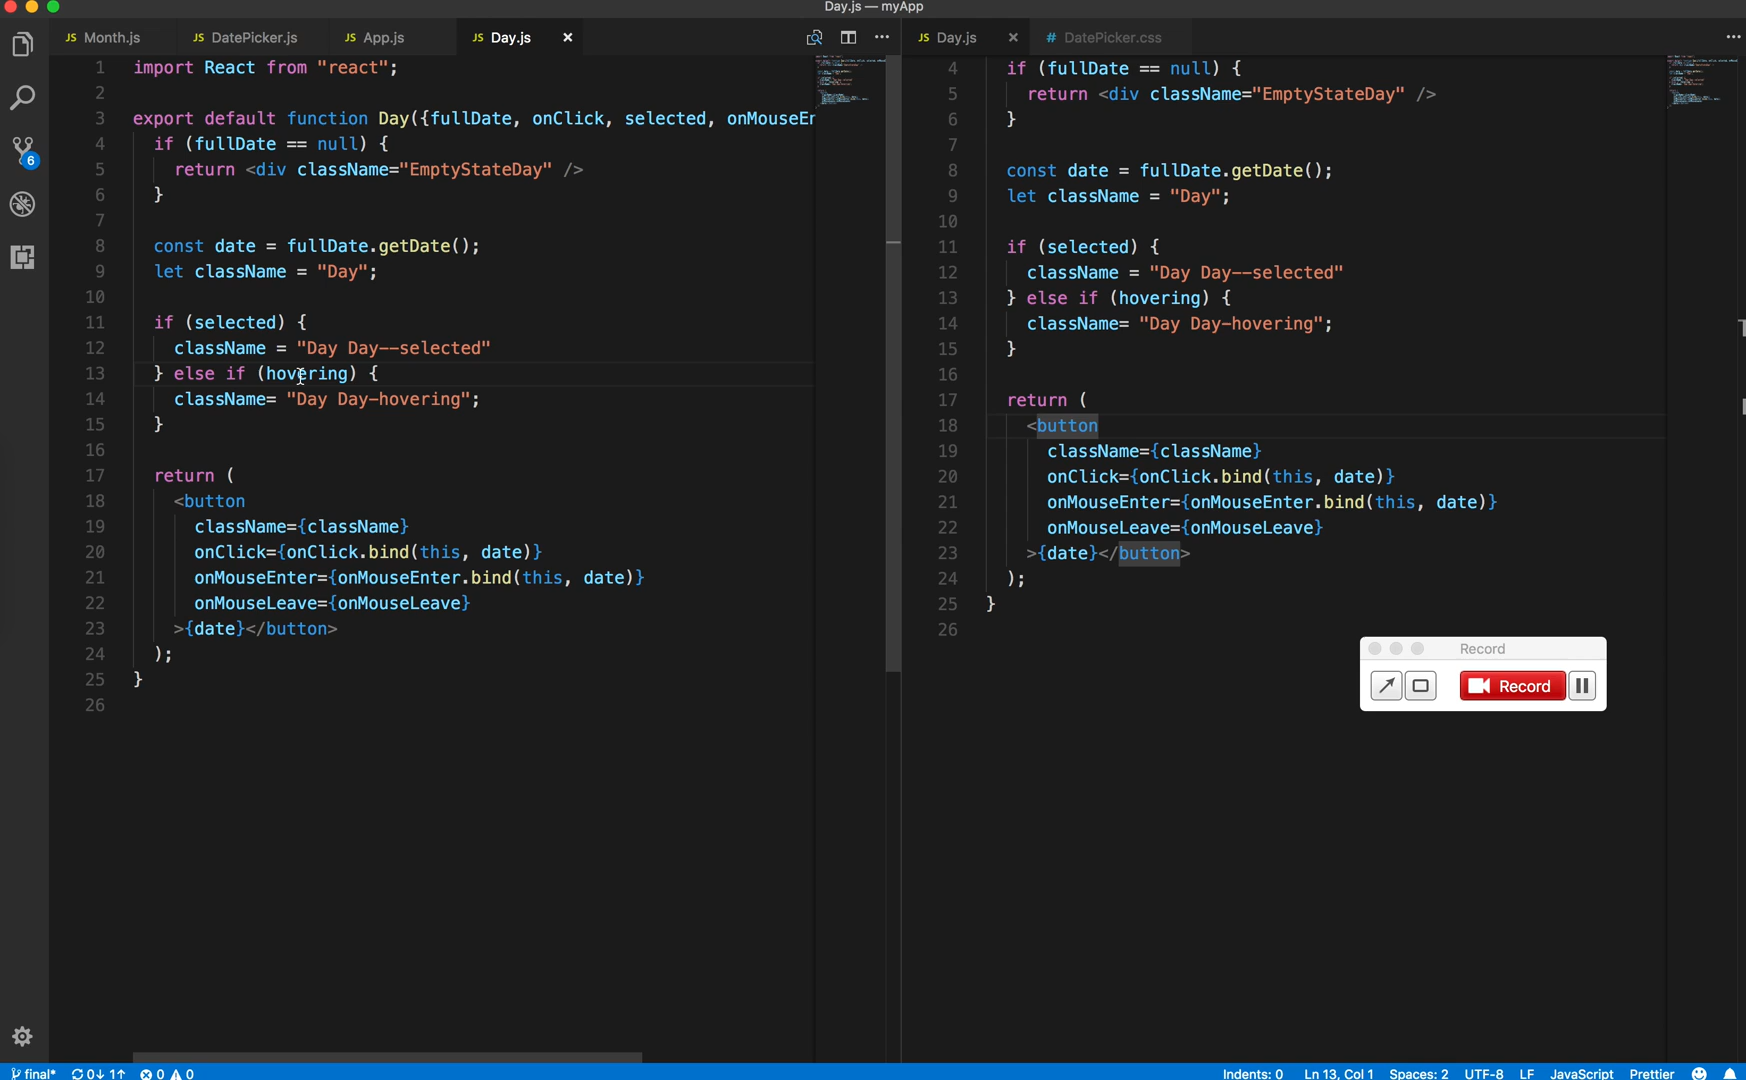 Day.js — myApp
JS Month.js
JS DatePicker.js
JS App.js
JS Day.js
6
1 import React from "react";
2
3 export default function Day({fullDate, onClick, selected, onMouseEn
4 if (fullDate == null) {
5 return <div className="EmptyStateDay" />
6 }
7
8 const date = fullDate.getDate();
9 let className = "Day";
10
11 if (selected) {
12 className = "Day Day--selected"
13 } else if (hovering) {
14 className= "Day Day-hovering";
15 }
16
17 return (
18 <button
19 className={className}
20 onClick={onClick.bind(this, date)}
21 onMouseEnter={onMouseEnter.bind(this, date)}
22 onMouseLeave={onMouseLeave}
23 >{date}</button>
24 );
25 }
26
JS Day.js
# DatePicker.css
4 if (fullDate == null) {
5 return <div className="EmptyStateDay" />
6 }
7
8 const date = fullDate.getDate();
9 let className = "Day";
10
11 if (selected) {
12 className = "Day Day--selected"
13 } else if (hovering) {
14 className= "Day Day-hovering";
15 }
16
17 return (
18 <button
19 className={className}
20 onClick={onClick.bind(this, date)}
21 onMouseEnter={onMouseEnter.bind(this, date)}
22 onMouseLeave={onMouseLeave}
23 >{date}</button>
24 );
25 }
26
Record
Record
final* 0↓ 1↑ 0 0
Indents: 0 Ln 13, Col 1 Spaces: 2 UTF-8 LF JavaScript Prettier